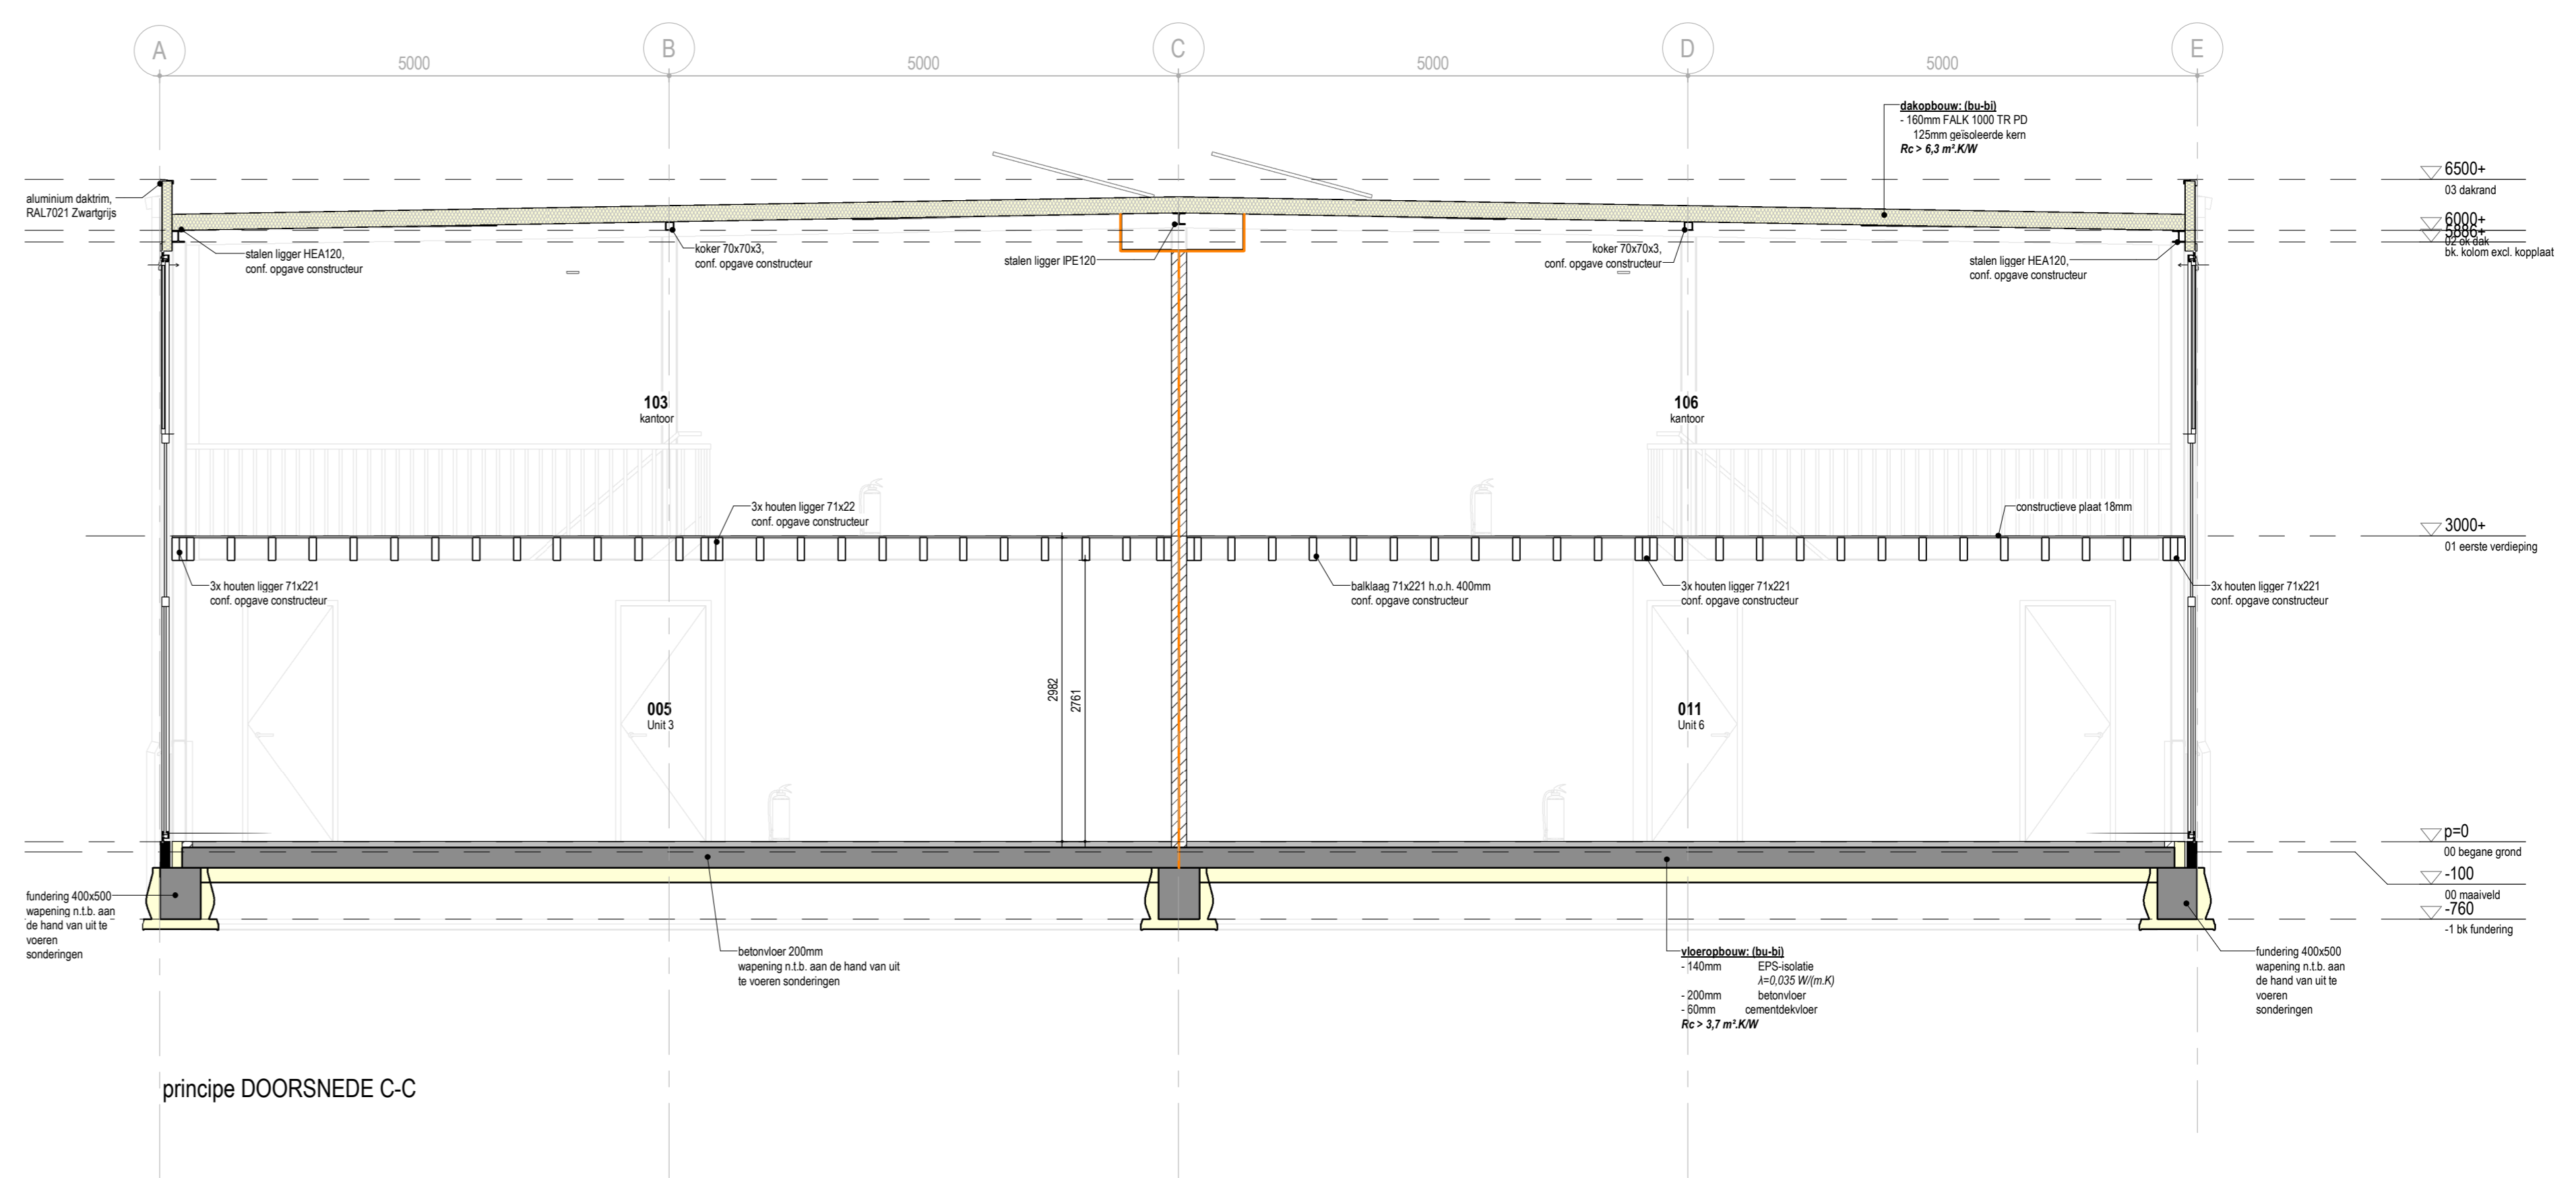 A
B
C
D
E
5000
5000
5000
5000
dakopbouw: (bu-bi)
- 160mm FALK 1000 TR PD
125mm geïsoleerde kern
Rc > 6,3 m².K/W
aluminium daktrim,
RAL7021 Zwartgrijs
stalen ligger HEA120,
conf. opgave constructeur
koker 70x70x3,
conf. opgave constructeur
stalen ligger IPE120
koker 70x70x3,
conf. opgave constructeur
stalen ligger HEA120,
conf. opgave constructeur
6500+
03 dakrand
6000+
5886+
02 ok dak
bk. kolom excl. kopplaat
103
kantoor
106
kantoor
3x houten ligger 71x22
conf. opgave constructeur
constructieve plaat 18mm
3000+
01 eerste verdieping
3x houten ligger 71x221
conf. opgave constructeur
balklaag 71x221 h.o.h. 400mm
conf. opgave constructeur
3x houten ligger 71x221
conf. opgave constructeur
3x houten ligger 71x221
conf. opgave constructeur
2982
2761
005
Unit 3
011
Unit 6
p=0
00 begane grond
-100
00 maaiveld
-760
-1 bk fundering
fundering 400x500
wapening n.t.b. aan
de hand van uit te
voeren
sonderingen
betonvloer 200mm
wapening n.t.b. aan de hand van uit
te voeren sonderingen
vloeropbouw: (bu-bi)
- 140mm EPS-isolatie
λ=0,035 W/(m.K)
- 200mm betonvloer
- 60mm cementdekvloer
Rc > 3,7 m².K/W
fundering 400x500
wapening n.t.b. aan
de hand van uit te
voeren
sonderingen
principe DOORSNEDE C-C